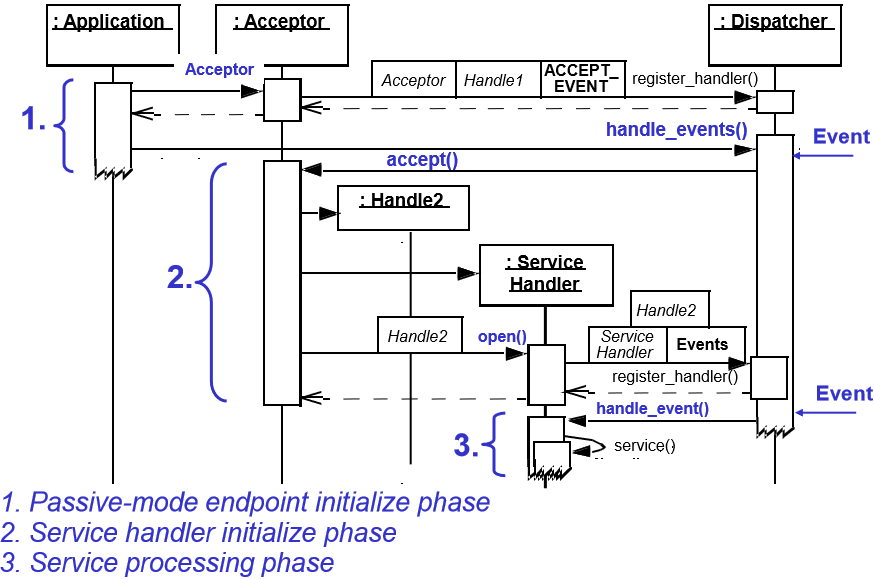 : Application
: Acceptor
: Dispatcher
Acceptor
Acceptor
Handle1
ACCEPT_
EVENT
register_handler()
1.
handle_events()
Event
accept()
: Handle2
2.
: Service
Handler
Handle2
Handle2
open()
Service
Handler
Events
register_handler()
Event
handle_event()
3.
service()
1. Passive-mode endpoint initialize phase
2. Service handler initialize phase
3. Service processing phase